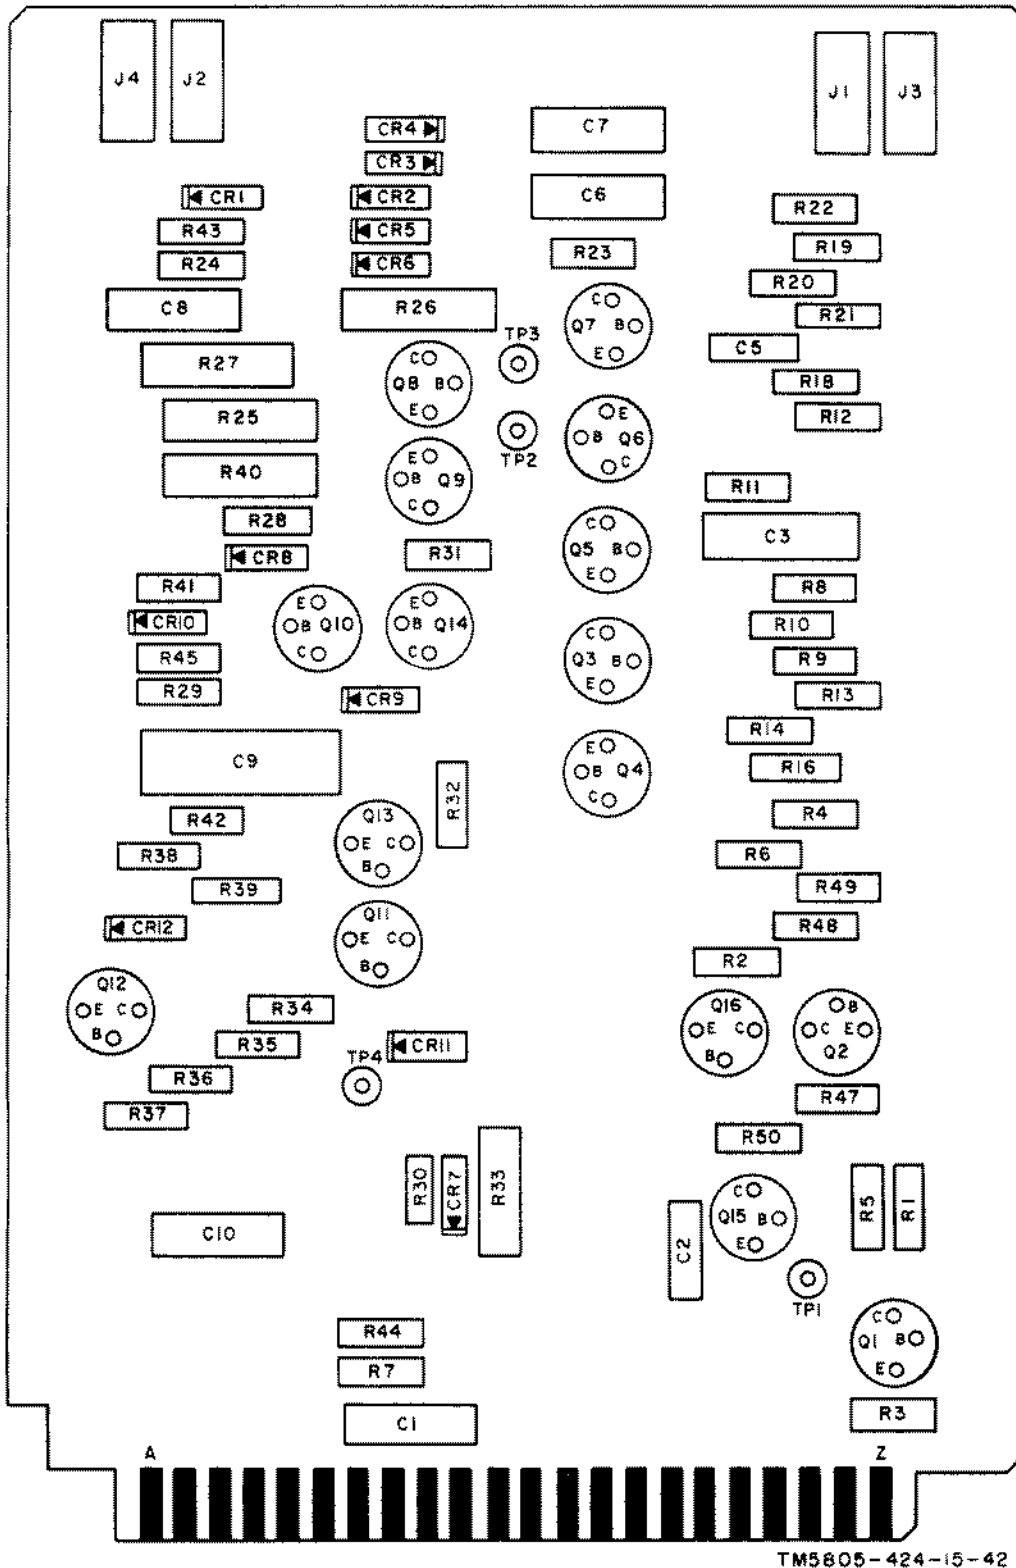 J4 J2 J1 J3
CR4 C7
CR3
CR1 CR2 C6 R22
R43 CR5 R19
R24 CR6 R23 R20
C8 R26 C Q7 B E R21
R27 C Q8 B E TP3 C5
R18
R25 TP2 E B Q6 C R12
R40 E B Q9 C R11
R28 C3
CR8 R31 C Q5 B E
R41 R8
CR10 E B Q10 C E B Q14 C R10
R45 C Q3 B E R9
R29 CR9 R13
R14
C9 E B Q4 C R16
R32
R42 Q13 E C B R4
R38 R6
R39 R49
CR12 Q11 E C B R48
R2
Q12 E C B R34 Q16 E C B B C E Q2
R35 TP4 CR11
R36 R47
R37
R50
R30 CR7 R33 C Q15 B E R5 R1
C10 C2
TP1
R44 C Q1 B E
R7
C1 R3
A Z
TM5805-424-15-42